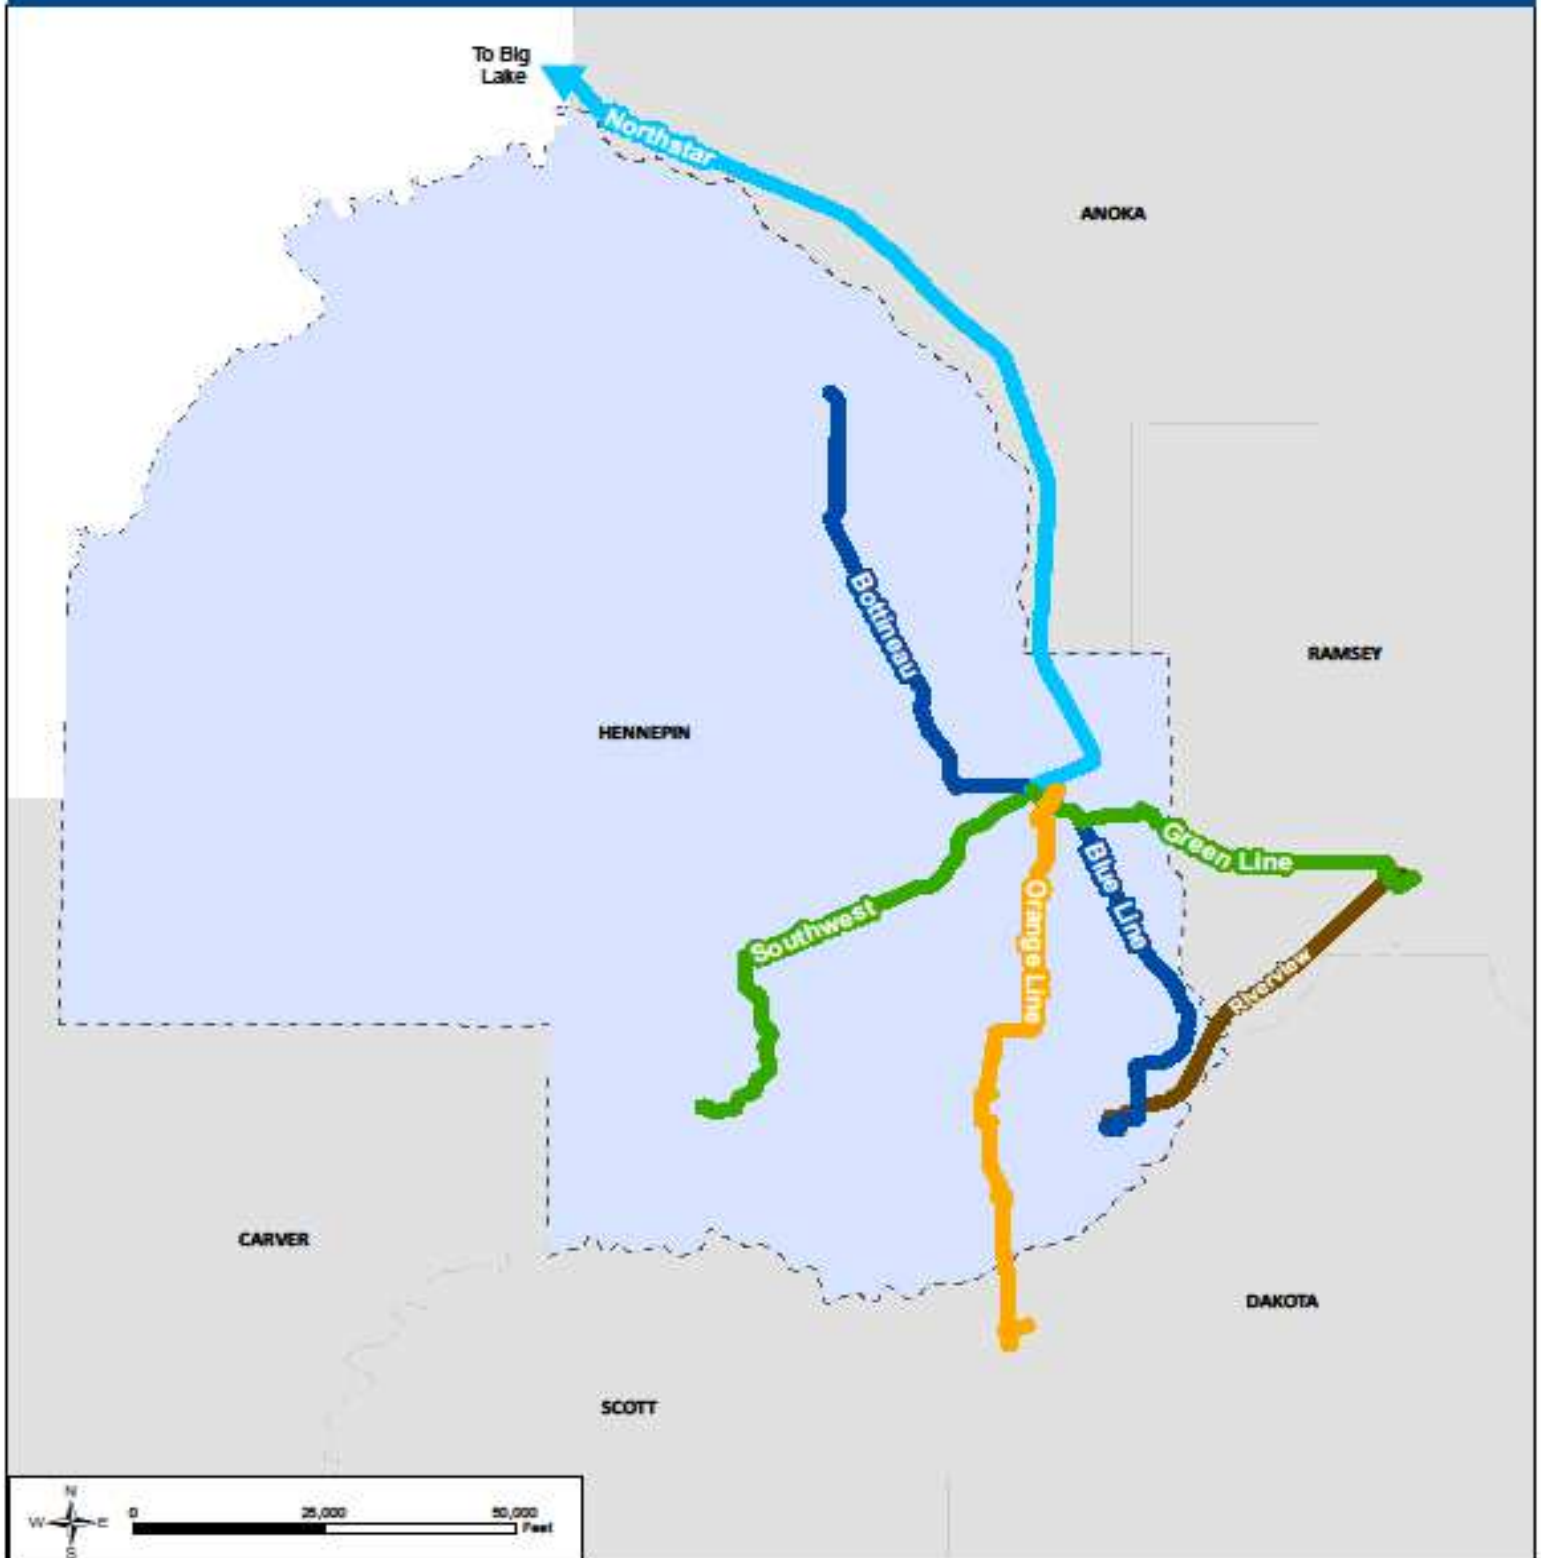 To Big
Lake
Northstar
ANOKA
Bottineau
RAMSEY
HENNEPIN
Green Line
Blue Line
Orange Line
Southwest
Riverview
CARVER
DAKOTA
SCOTT
N
W E
S
0 25,000 50,000
Feet